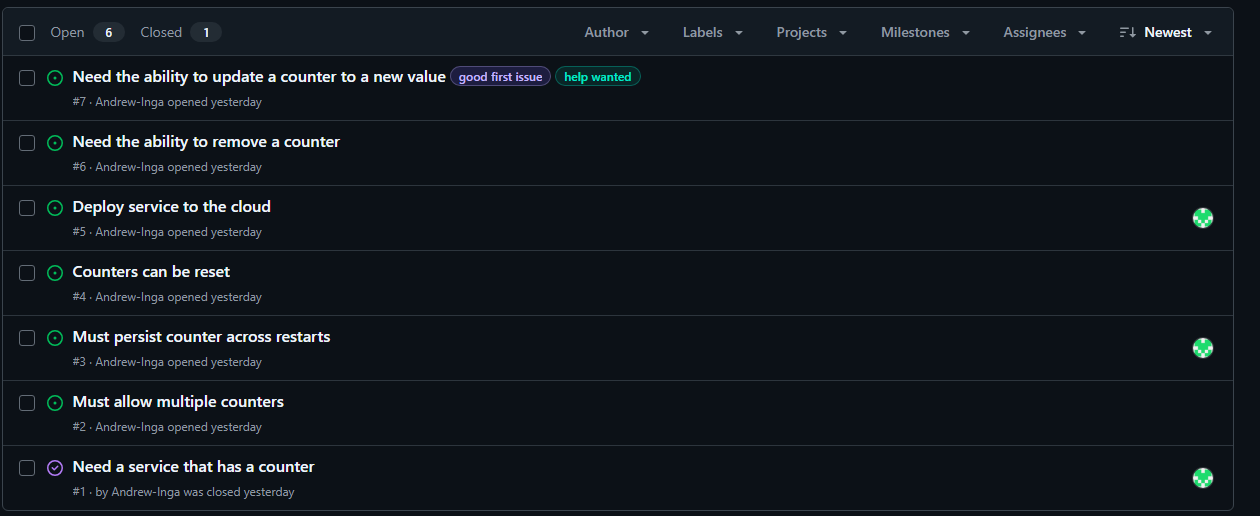 Open 6 Closed 1 Author Labels Projects Milestones Assignees Newest
Need the ability to update a counter to a new value good first issue help wanted
#7 · Andrew-Inga opened yesterday
Need the ability to remove a counter
#6 · Andrew-Inga opened yesterday
Deploy service to the cloud
#5 · Andrew-Inga opened yesterday
Counters can be reset
#4 · Andrew-Inga opened yesterday
Must persist counter across restarts
#3 · Andrew-Inga opened yesterday
Must allow multiple counters
#2 · Andrew-Inga opened yesterday
Need a service that has a counter
#1 · by Andrew-Inga was closed yesterday